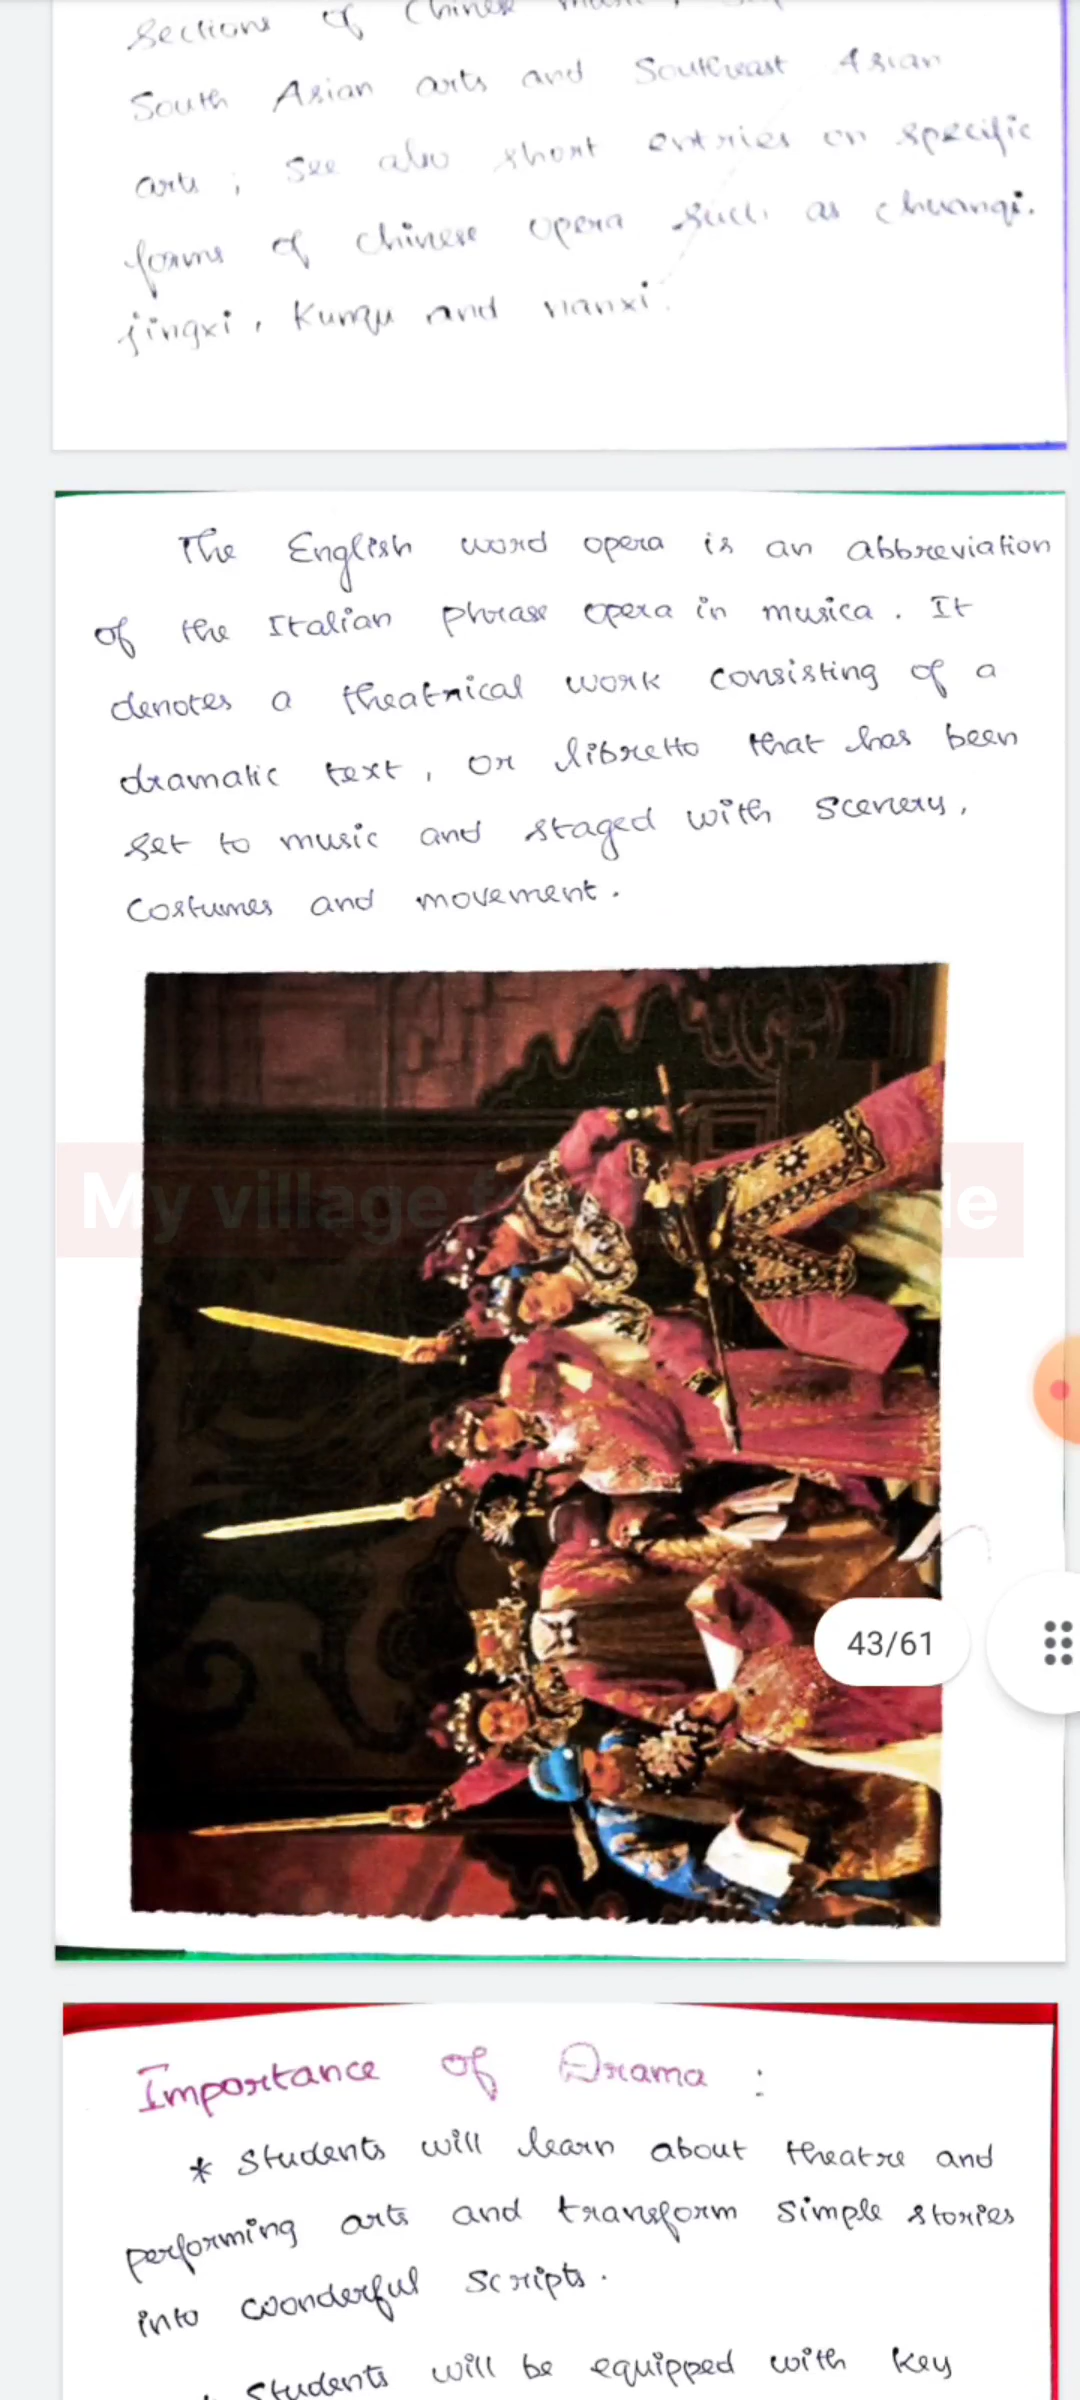 sections of Chinese
South Asian arts and Southeast Asian
arts ; see also short entries on specific
forms of chinese opera such as chuanqi.
jingxi, Kunqu and nanxi.
The English word opera is an abbreviation
of the Italian phrase opera in musica. It
denotes a theatrical work consisting of a
dramatic text, or libretto that has been
set to music and staged with scenery,
costumes and movement.
My village
43/61
Importance of Drama :
* Students will learn about theatre and
performing arts and transform simple stories
into woonderful scripts.
Students will be equipped with key